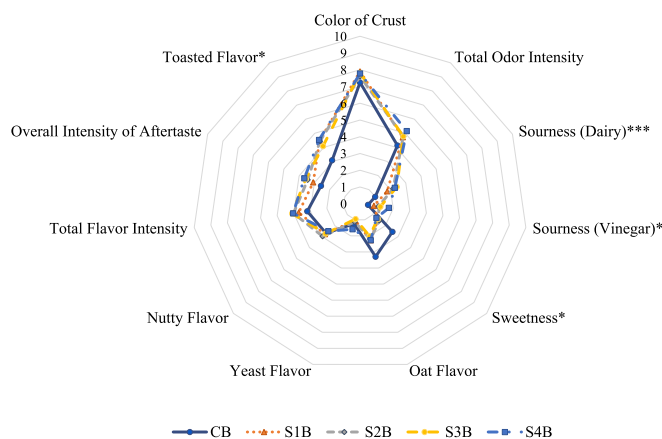 Color of Crust
10
9
8
7
6
5
4
3
2
1
0
Total Odor Intensity
Sourness (Dairy)***
Sourness (Vinegar)*
Sweetness*
Oat Flavor
Yeast Flavor
Nutty Flavor
Total Flavor Intensity
Overall Intensity of Aftertaste
Toasted Flavor*
CB S1B S2B S3B S4B